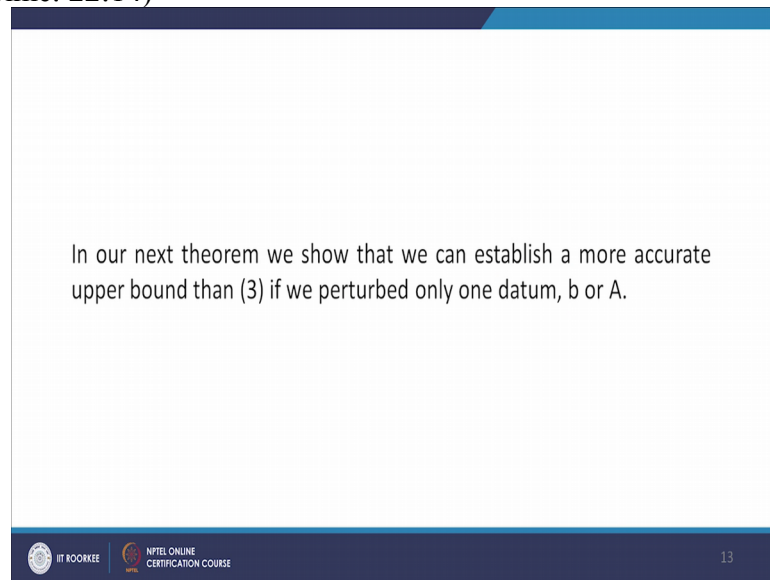 In our next theorem we show that we can establish a more accurate
upper bound than (3) if we perturbed only one datum, b or A.
IIT ROORKEE
NPTEL ONLINE
CERTIFICATION COURSE
13